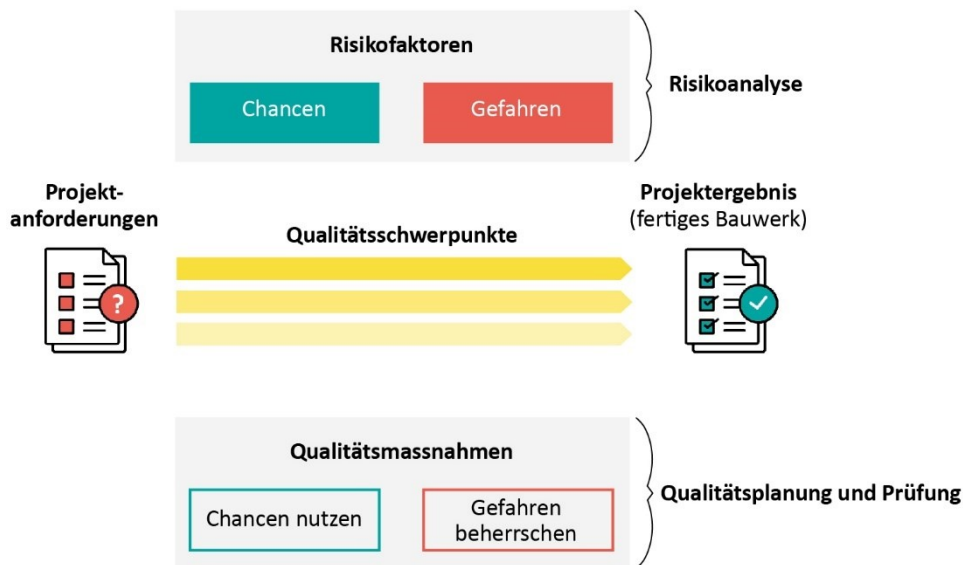 Risikofaktoren
Chancen
Gefahren
Risikoanalyse
Projekt-
anforderungen
?
Qualitätsschwerpunkte
Projektergebnis
(fertiges Bauwerk)
Qualitätsmassnahmen
Chancen nutzen
Gefahren
beherrschen
Qualitätsplanung und Prüfung